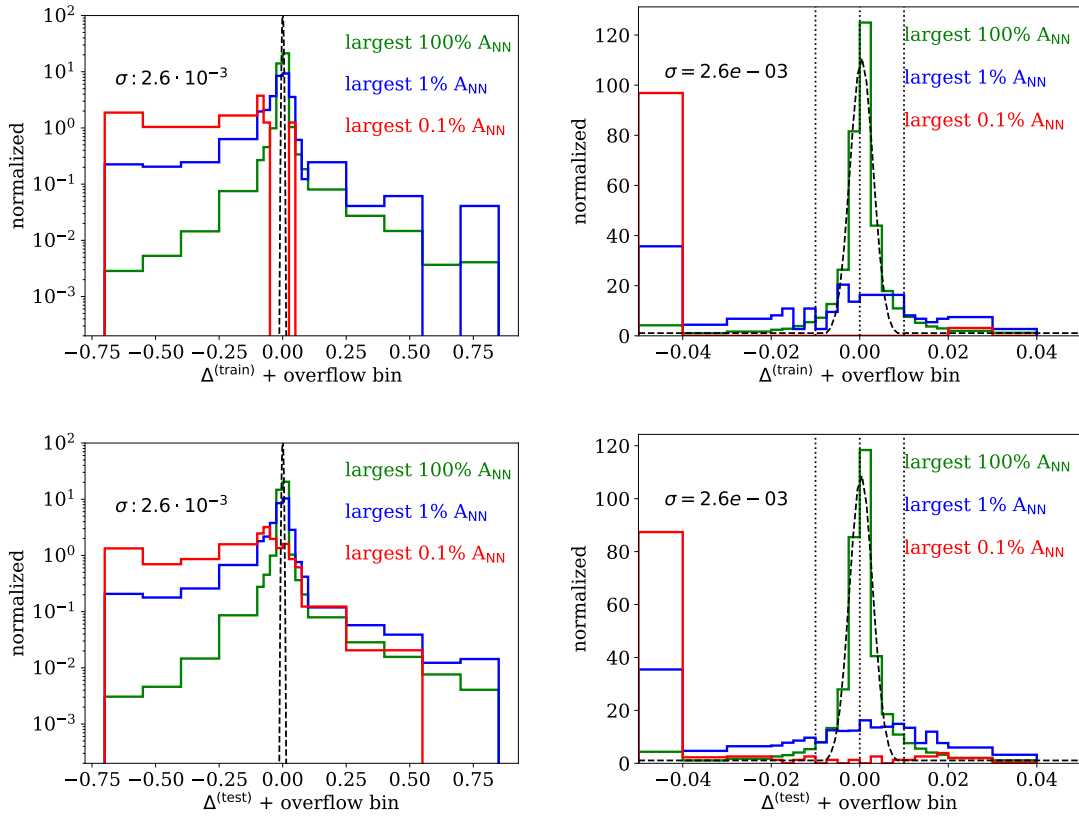 10²
10¹
10⁰
10⁻¹
10⁻²
10⁻³
normalized
σ : 2.6 · 10⁻³
largest 100% A_NN
largest 1% A_NN
largest 0.1% A_NN
−0.75 −0.50 −0.25 0.00 0.25 0.50 0.75
Δ^(train) + overflow bin
120
100
80
60
40
20
0
normalized
σ = 2.6e − 03
largest 100% A_NN
largest 1% A_NN
largest 0.1% A_NN
−0.04 −0.02 0.00 0.02 0.04
Δ^(train) + overflow bin
10²
10¹
10⁰
10⁻¹
10⁻²
10⁻³
normalized
σ : 2.6 · 10⁻³
largest 100% A_NN
largest 1% A_NN
largest 0.1% A_NN
−0.75 −0.50 −0.25 0.00 0.25 0.50 0.75
Δ^(test) + overflow bin
120
100
80
60
40
20
0
normalized
σ = 2.6e − 03
largest 100% A_NN
largest 1% A_NN
largest 0.1% A_NN
−0.04 −0.02 0.00 0.02 0.04
Δ^(test) + overflow bin